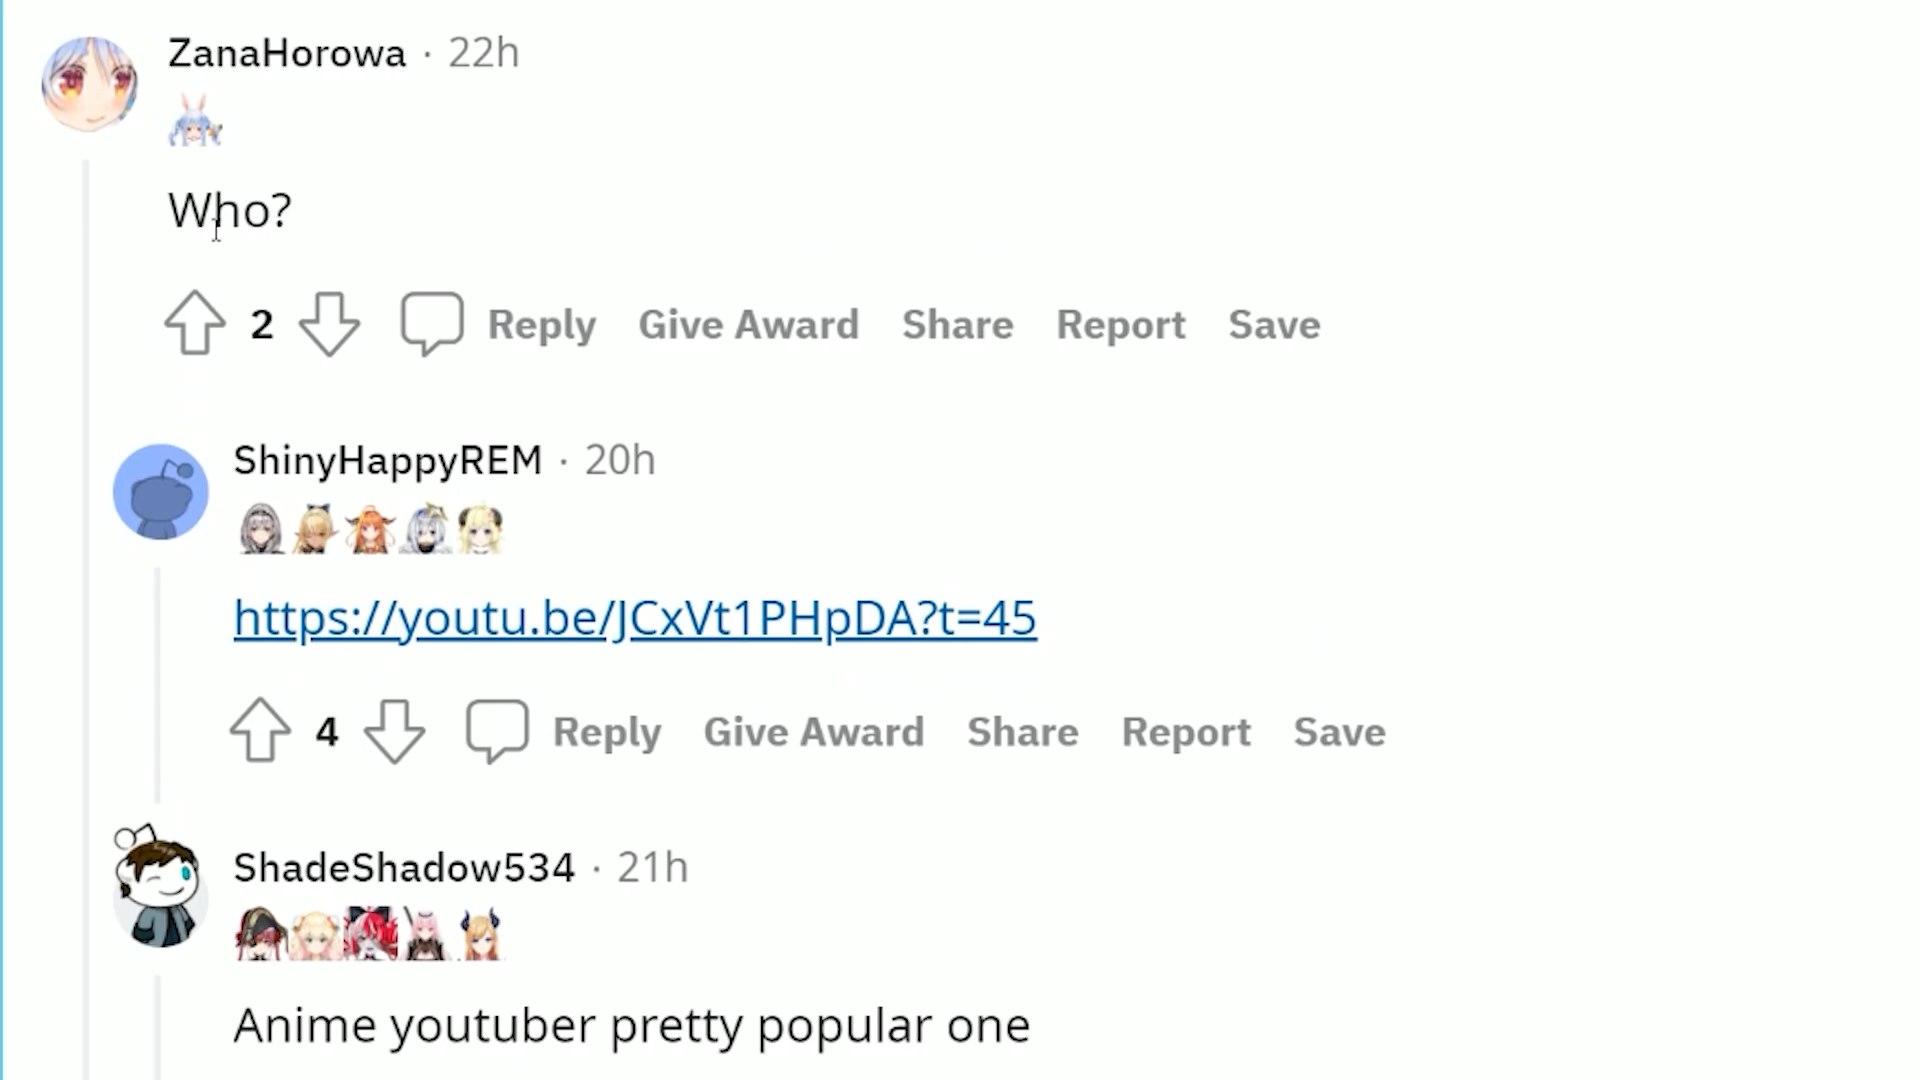 ZanaHorowa · 22h
Who?
2 Reply Give Award Share Report Save
ShinyHappyREM · 20h
https://youtu.be/JCxVt1PHpDA?t=45
4 Reply Give Award Share Report Save
ShadeShadow534 · 21h
Anime youtuber pretty popular one